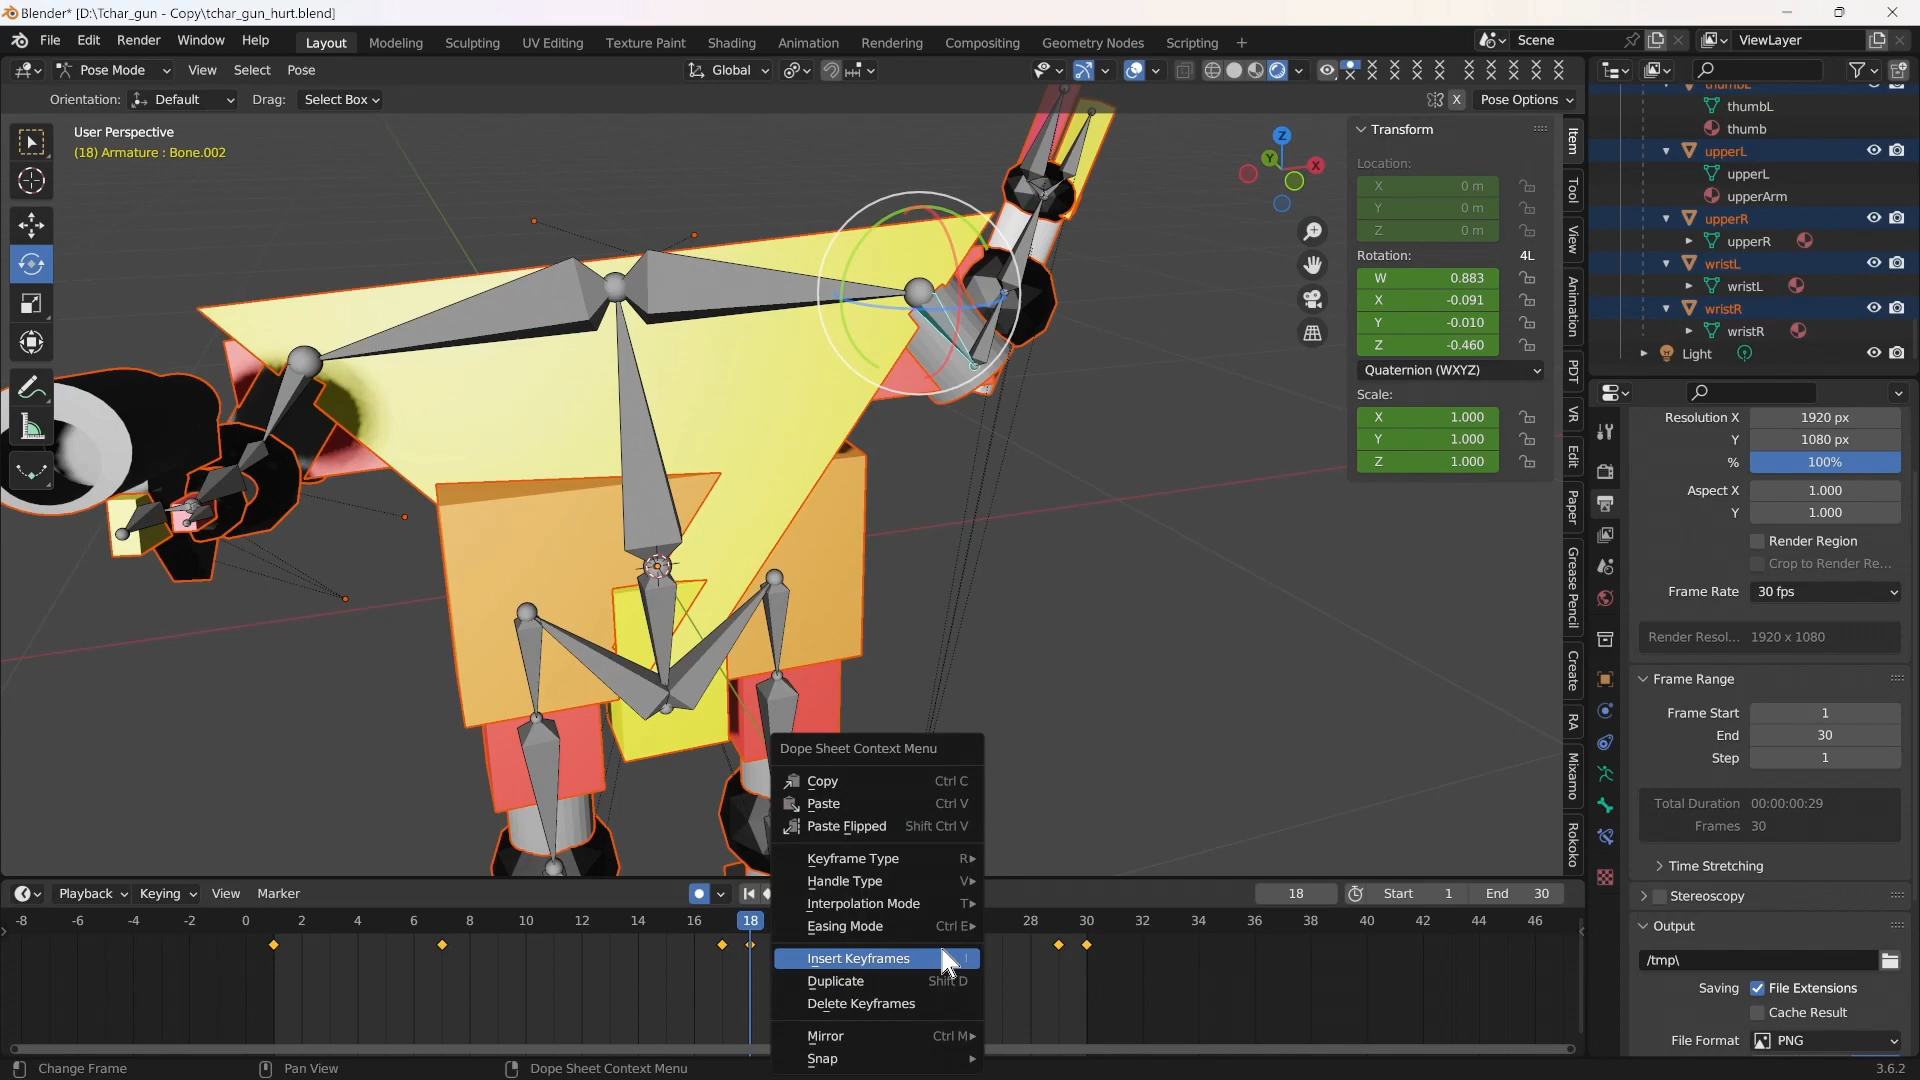 Blender* [D:\Tchar_gun - Copy\tchar_gun_hurt.blend]
File Edit Render Window Help Layout Modeling Sculpting UV Editing Texture Paint Shading Animation Rendering Compositing Geometry Nodes Scripting + Scene ViewLayer
Pose Mode View Select Pose Global
Orientation: Default Drag: Select Box X Pose Options
User Perspective
(18) Armature : Bone.002
Z
Y
X
Transform
Location:
X 0 m
Y 0 m
Z 0 m
Rotation: 4L
W 0.883
X -0.091
Y -0.010
Z -0.460
Quaternion (WXYZ)
Scale:
X 1.000
Y 1.000
Z 1.000
Item
Tool
View
Animation
PDT
VR
Edit
Paper
Grease Pencil
Create
RA
Mixamo
Rokoko
thumbL
thumbL
thumb
upperL
upperL
upperArm
upperR
upperR
wristL
wristL
wristR
wristR
Light
Resolution X 1920 px
Y 1080 px
% 100%
Aspect X 1.000
Y 1.000
Render Region
Crop to Render Re...
Frame Rate 30 fps
Render Resol... 1920 x 1080
Frame Range
Frame Start 1
End 30
Step 1
Total Duration 00:00:00:29
Frames 30
Time Stretching
Stereoscopy
Output
/tmp\
Saving File Extensions
Cache Result
File Format PNG
Dope Sheet Context Menu
Copy Ctrl C
Paste Ctrl V
Paste Flipped Shift Ctrl V
Keyframe Type R
Handle Type V
Interpolation Mode T
Easing Mode Ctrl E
Insert Keyframes I
Duplicate Shift D
Delete Keyframes
Mirror Ctrl M
Snap
Playback Keying View Marker 18 Start 1 End 30
-8 -6 -4 -2 0 2 4 6 8 10 12 14 16 18 28 30 32 34 36 38 40 42 44 46
Change Frame Pan View Dope Sheet Context Menu 3.6.2